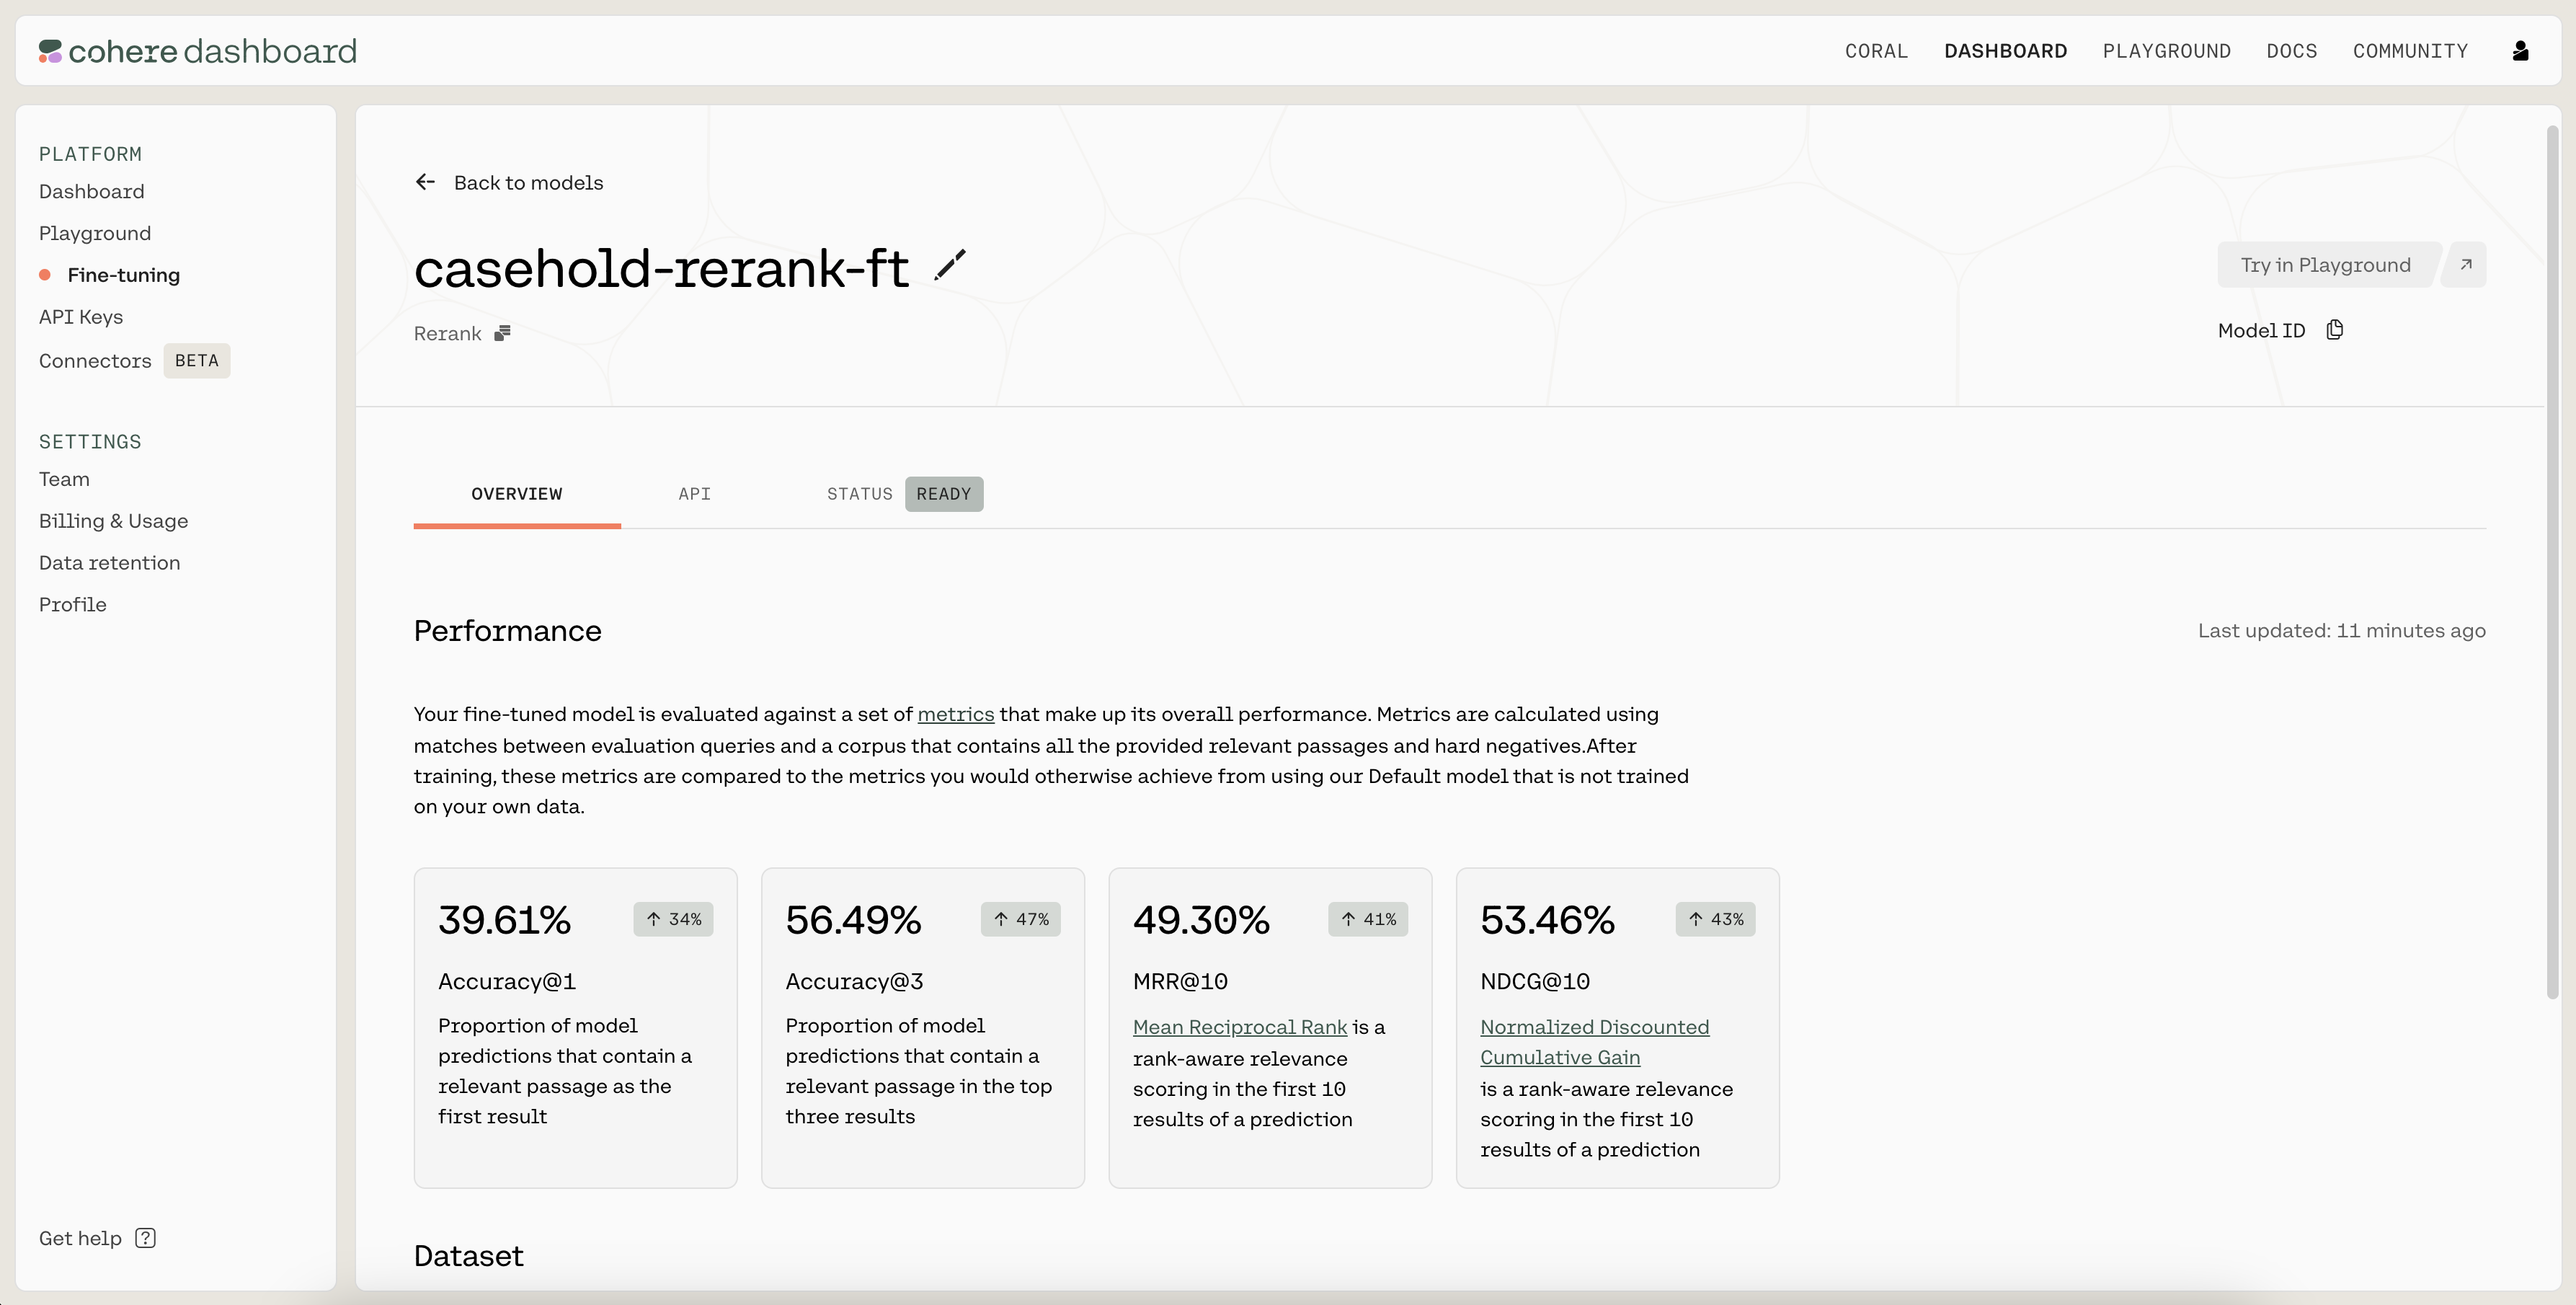 cohere dashboard
CORAL DASHBOARD PLAYGROUND DOCS COMMUNITY
PLATFORM
Dashboard
Playground
Fine-tuning
API Keys
Connectors BETA
SETTINGS
Team
Billing & Usage
Data retention
Profile
Get help ?
Back to models
casehold-rerank-ft
Rerank
Try in Playground
Model ID
OVERVIEW API STATUS READY
Performance
Last updated: 11 minutes ago
Your fine-tuned model is evaluated against a set of metrics that make up its overall performance. Metrics are calculated using
matches between evaluation queries and a corpus that contains all the provided relevant passages and hard negatives.After
training, these metrics are compared to the metrics you would otherwise achieve from using our Default model that is not trained
on your own data.
39.61% ↑ 34%
Accuracy@1
Proportion of model
predictions that contain a
relevant passage as the
first result
56.49% ↑ 47%
Accuracy@3
Proportion of model
predictions that contain a
relevant passage in the top
three results
49.30% ↑ 41%
MRR@10
Mean Reciprocal Rank is a
rank-aware relevance
scoring in the first 10
results of a prediction
53.46% ↑ 43%
NDCG@10
Normalized Discounted
Cumulative Gain
is a rank-aware relevance
scoring in the first 10
results of a prediction
Dataset